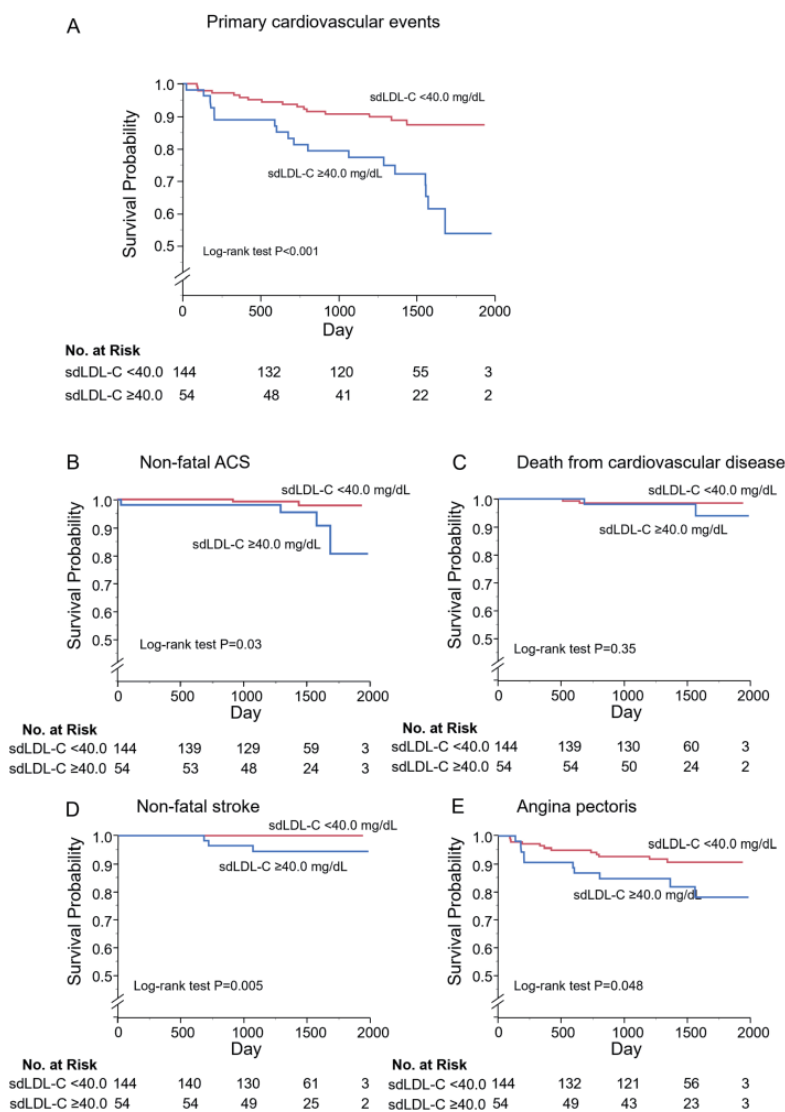 A
Primary cardiovascular events
Survival Probability
1.0
0.9
0.8
0.7
0.6
0.5
sdLDL-C <40.0 mg/dL
sdLDL-C ≥40.0 mg/dL
Log-rank test P<0.001
0 500 1000 1500 2000
Day
No. at Risk
sdLDL-C <40.0 144 132 120 55 3
sdLDL-C ≥40.0 54 48 41 22 2
B
Non-fatal ACS
Survival Probability
1.0
0.9
0.8
0.7
0.6
0.5
sdLDL-C <40.0 mg/dL
sdLDL-C ≥40.0 mg/dL
Log-rank test P=0.03
0 500 1000 1500 2000
Day
No. at Risk
sdLDL-C <40.0 144 139 129 59 3
sdLDL-C ≥40.0 54 53 48 24 3
C
Death from cardiovascular disease
Survival Probability
1.0
0.9
0.8
0.7
0.6
0.5
sdLDL-C <40.0 mg/dL
sdLDL-C ≥40.0 mg/dL
Log-rank test P=0.35
0 500 1000 1500 2000
Day
No. at Risk
sdLDL-C <40.0 144 139 130 60 3
sdLDL-C ≥40.0 54 54 50 24 2
D
Non-fatal stroke
Survival Probability
1.0
0.9
0.8
0.7
0.6
0.5
sdLDL-C <40.0 mg/dL
sdLDL-C ≥40.0 mg/dL
Log-rank test P=0.005
0 500 1000 1500 2000
Day
No. at Risk
sdLDL-C <40.0 144 140 130 61 3
sdLDL-C ≥40.0 54 54 49 25 2
E
Angina pectoris
Survival Probability
1.0
0.9
0.8
0.7
0.6
0.5
sdLDL-C <40.0 mg/dL
sdLDL-C ≥40.0 mg/dL
Log-rank test P=0.048
0 500 1000 1500 2000
Day
No. at Risk
sdLDL-C <40.0 144 132 121 56 3
sdLDL-C ≥40.0 54 49 43 23 3